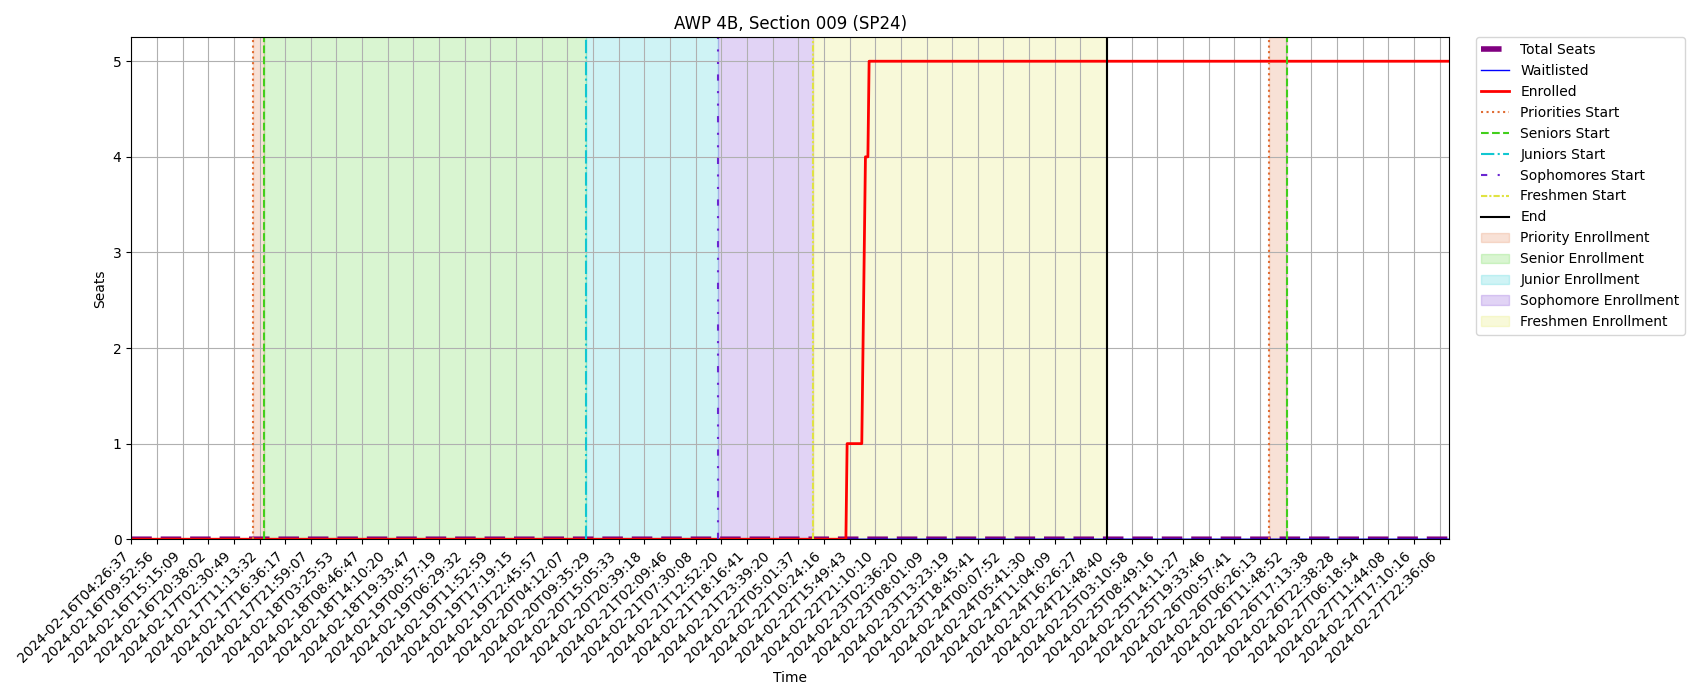 AWP 4B, Section 009 (SP24)
Total Seats
Waitlisted
Enrolled
Priorities Start
Seniors Start
Juniors Start
Sophomores Start
Freshmen Start
End
Priority Enrollment
Senior Enrollment
Junior Enrollment
Sophomore Enrollment
Freshmen Enrollment
Seats
5
4
3
2
1
0
2024-02-16T04:26:37
2024-02-16T09:52:56
2024-02-16T15:15:09
2024-02-16T20:38:02
2024-02-17T02:30:49
2024-02-17T11:13:32
2024-02-17T16:36:17
2024-02-17T21:59:07
2024-02-18T03:25:53
2024-02-18T08:46:47
2024-02-18T14:10:20
2024-02-18T19:33:47
2024-02-19T00:57:19
2024-02-19T06:29:32
2024-02-19T11:52:59
2024-02-19T17:19:15
2024-02-19T22:45:57
2024-02-20T04:12:07
2024-02-20T09:35:29
2024-02-20T15:05:33
2024-02-20T20:39:18
2024-02-21T02:09:46
2024-02-21T07:30:08
2024-02-21T12:52:20
2024-02-21T18:16:41
2024-02-21T23:39:20
2024-02-22T05:01:37
2024-02-22T10:24:16
2024-02-22T15:49:43
2024-02-22T21:10:10
2024-02-23T02:36:20
2024-02-23T08:01:09
2024-02-23T13:23:19
2024-02-23T18:45:41
2024-02-24T00:07:52
2024-02-24T05:41:30
2024-02-24T11:04:09
2024-02-24T16:26:27
2024-02-24T21:48:40
2024-02-25T03:10:58
2024-02-25T08:49:16
2024-02-25T14:11:27
2024-02-25T19:33:46
2024-02-26T00:57:41
2024-02-26T06:26:13
2024-02-26T11:48:52
2024-02-26T17:13:38
2024-02-26T22:38:28
2024-02-27T06:18:54
2024-02-27T11:44:08
2024-02-27T17:10:16
2024-02-27T22:36:06
Time